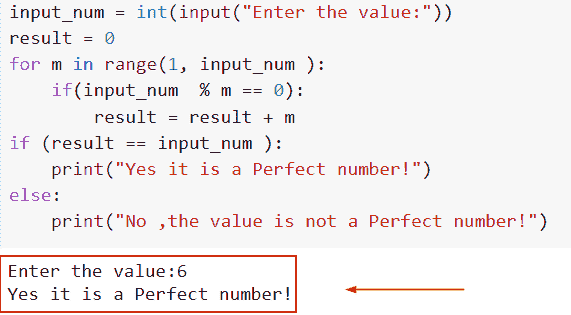 input_num = int(input("Enter the value:"))
result = 0
for m in range(1, input_num ):
    if(input_num  % m == 0):
        result = result + m
if (result == input_num ):
    print("Yes it is a Perfect number!")
else:
    print("No ,the value is not a Perfect number!")
Enter the value:6
Yes it is a Perfect number!